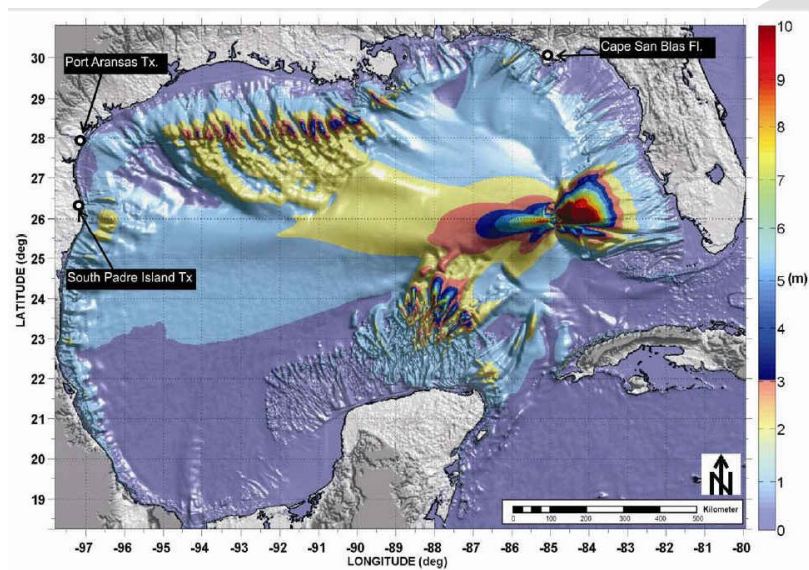 Port Aransas Tx.
Cape San Blas Fl.
South Padre Island Tx
LATITUDE (deg)
30
29
28
27
26
25
24
23
22
21
20
19
-97 -96 -95 -94 -93 -92 -91 -90 -89 -88 -87 -86 -85 -84 -83 -82 -81 -80
LONGITUDE (deg)
10
9
8
7
6
5 (m)
4
3
2
1
0
N
0 100 200 300 400 500 Kilometer